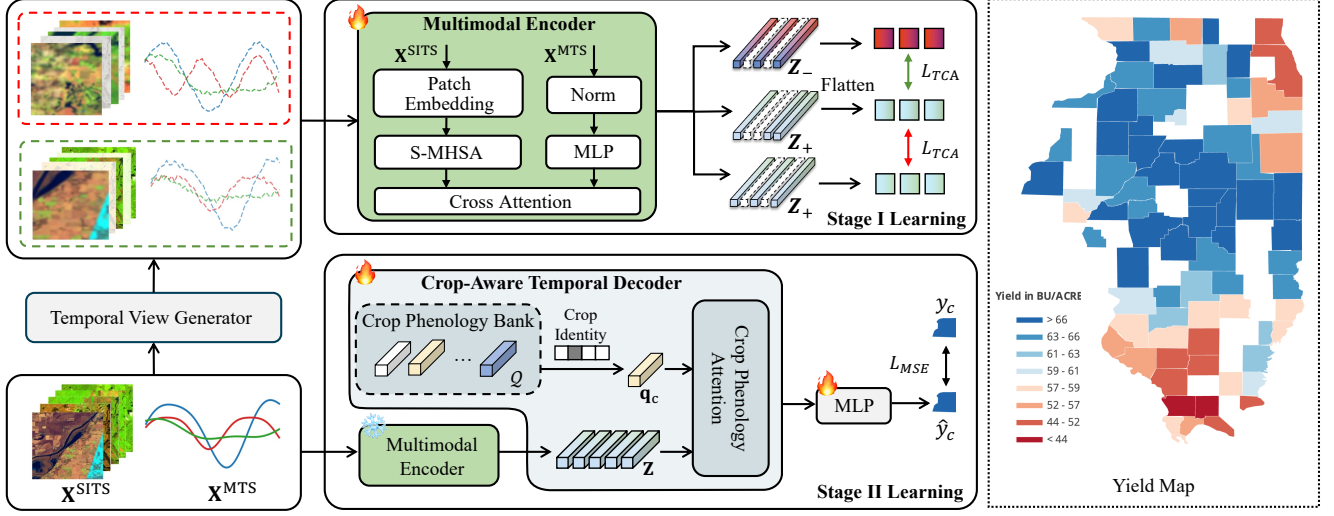 Temporal View Generator
X^SITS
X^MTS
Multimodal Encoder
X^SITS
X^MTS
Patch
Embedding
Norm
S-MHSA
MLP
Cross Attention
Z_−
Flatten
Z_+
Z_+
L_TCA
L_TCA
Stage I Learning
Crop-Aware Temporal Decoder
Crop Phenology Bank
...
Q
Crop
Identity
q_c
Crop Phenology
Attention
Multimodal
Encoder
Z
MLP
y_c
L_MSE
ŷ_c
Stage II Learning
Yield in BU/ACRE
> 66
63 - 66
61 - 63
59 - 61
57 - 59
52 - 57
44 - 52
< 44
Yield Map